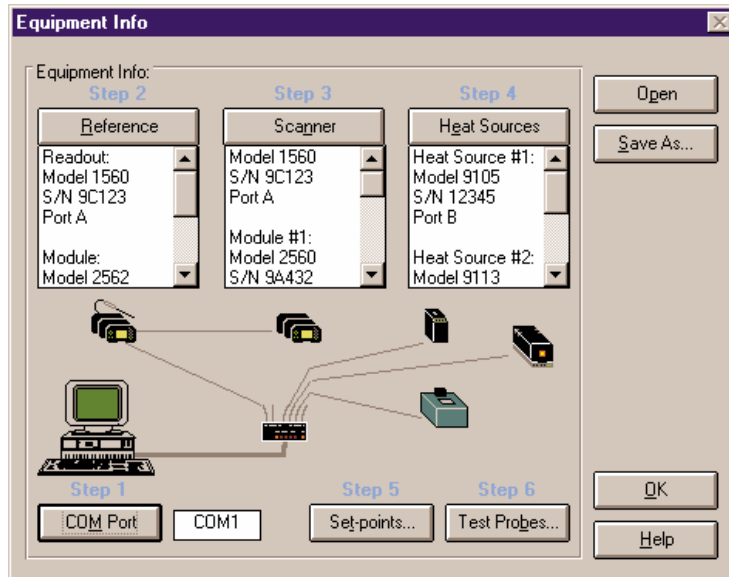 Equipment Info
Equipment Info:
Step 2
Step 3
Step 4
Reference
Scanner
Heat Sources
Readout:
Model 1560
S/N 9C123
Port A
Module:
Model 2562
Model 1560
S/N 9C123
Port A
Module #1:
Model 2560
S/N 9A432
Heat Source #1:
Model 9105
S/N 12345
Port B
Heat Source #2:
Model 9113
Open
Save As...
Step 1
Step 5
Step 6
COM Port
COM1
Set-points...
Test Probes...
OK
Help